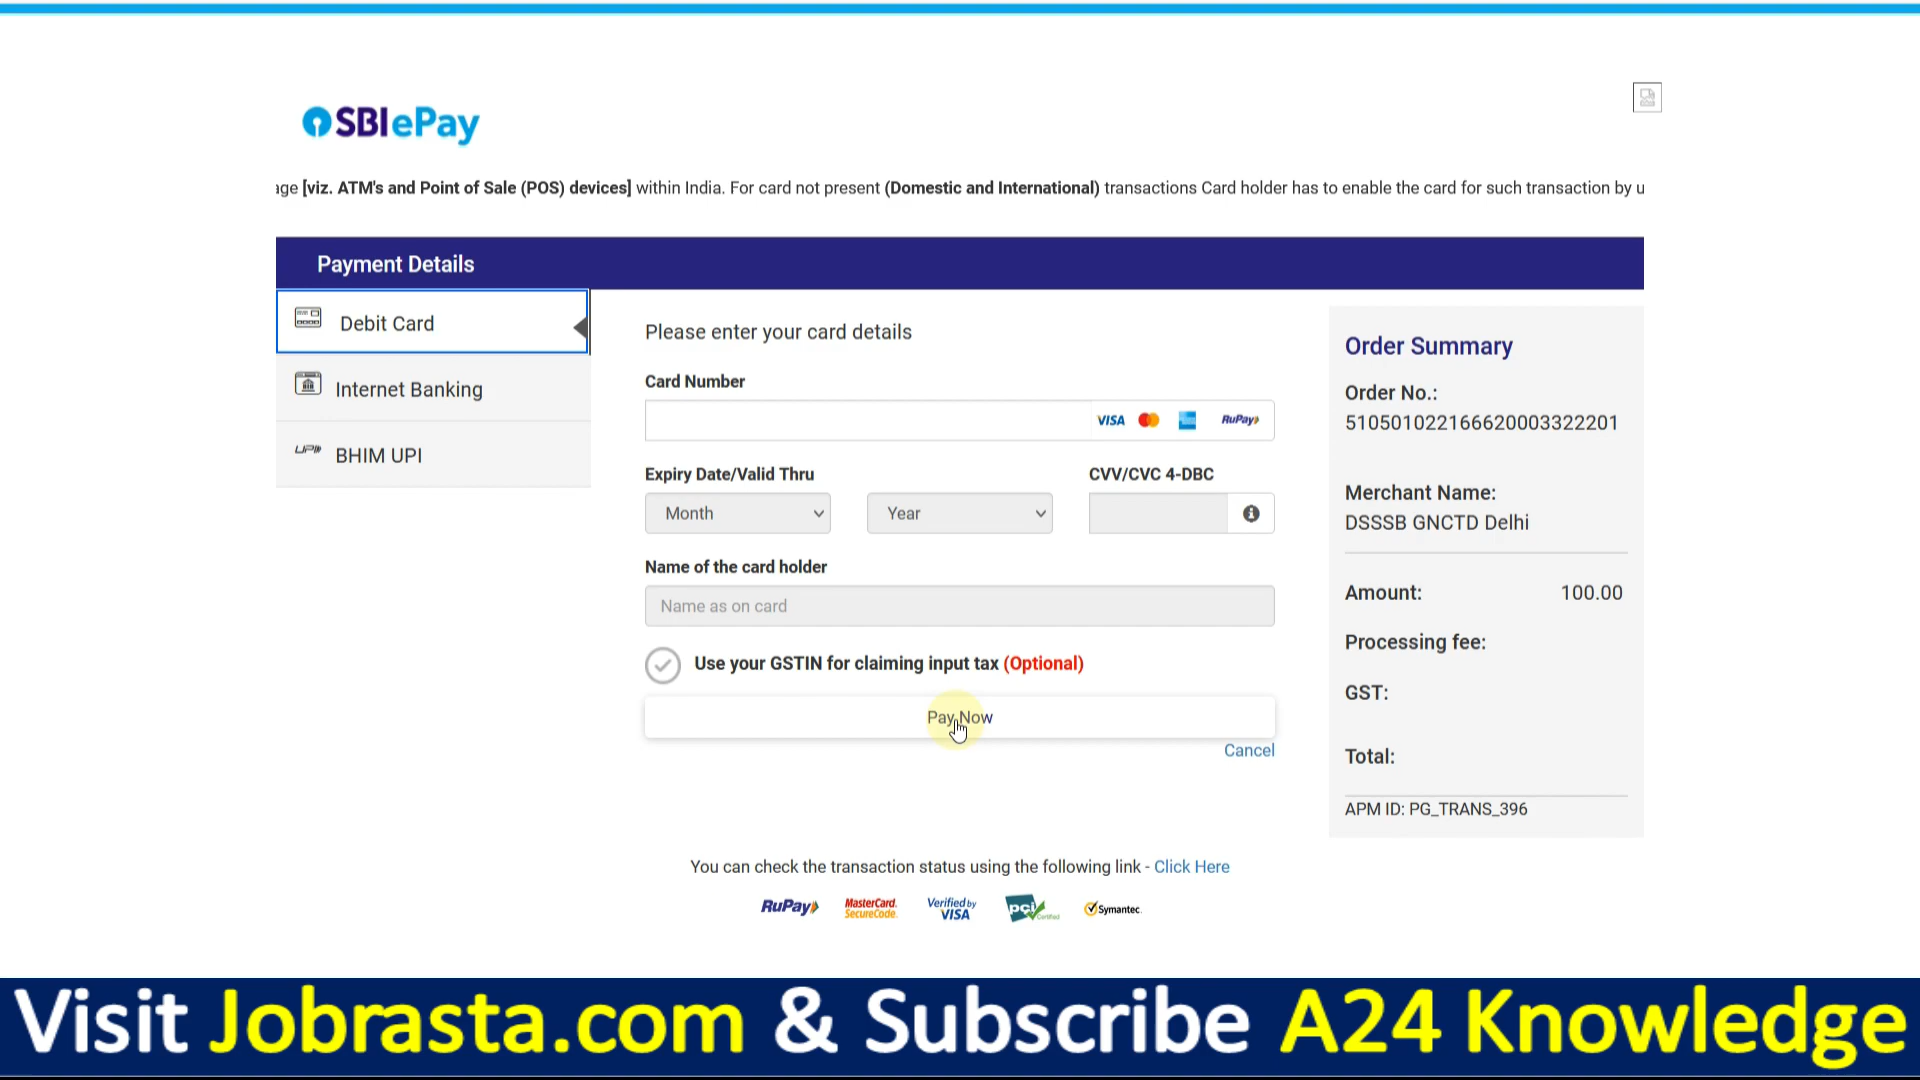 SBIePay
age [viz. ATM's and Point of Sale (POS) devices] within India. For card not present (Domestic and International) transactions Card holder has to enable the card for such transaction by u
Payment Details
Debit Card
Internet Banking
UPI BHIM UPI
Please enter your card details
Card Number
VISA RuPay
Expiry Date/Valid Thru
CVV/CVC 4-DBC
Month
Year
Name of the card holder
Name as on card
Use your GSTIN for claiming input tax (Optional)
Pay Now
Cancel
Order Summary
Order No.:
510501022166620003322201
Merchant Name:
DSSSB GNCTD Delhi
Amount: 100.00
Processing fee:
GST:
Total:
APM ID: PG_TRANS_396
You can check the transaction status using the following link - Click Here
RuPay MasterCard. SecureCode. Verified by VISA pci Certified Symantec.
Visit Jobrasta.com & Subscribe A24 Knowledge